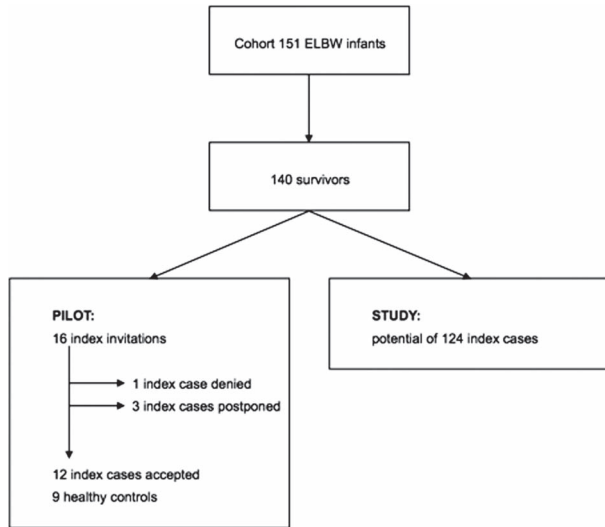 Cohort 151 ELBW infants
140 survivors
PILOT:
16 index invitations
1 index case denied
3 index cases postponed
12 index cases accepted
9 healthy controls
STUDY:
potential of 124 index cases